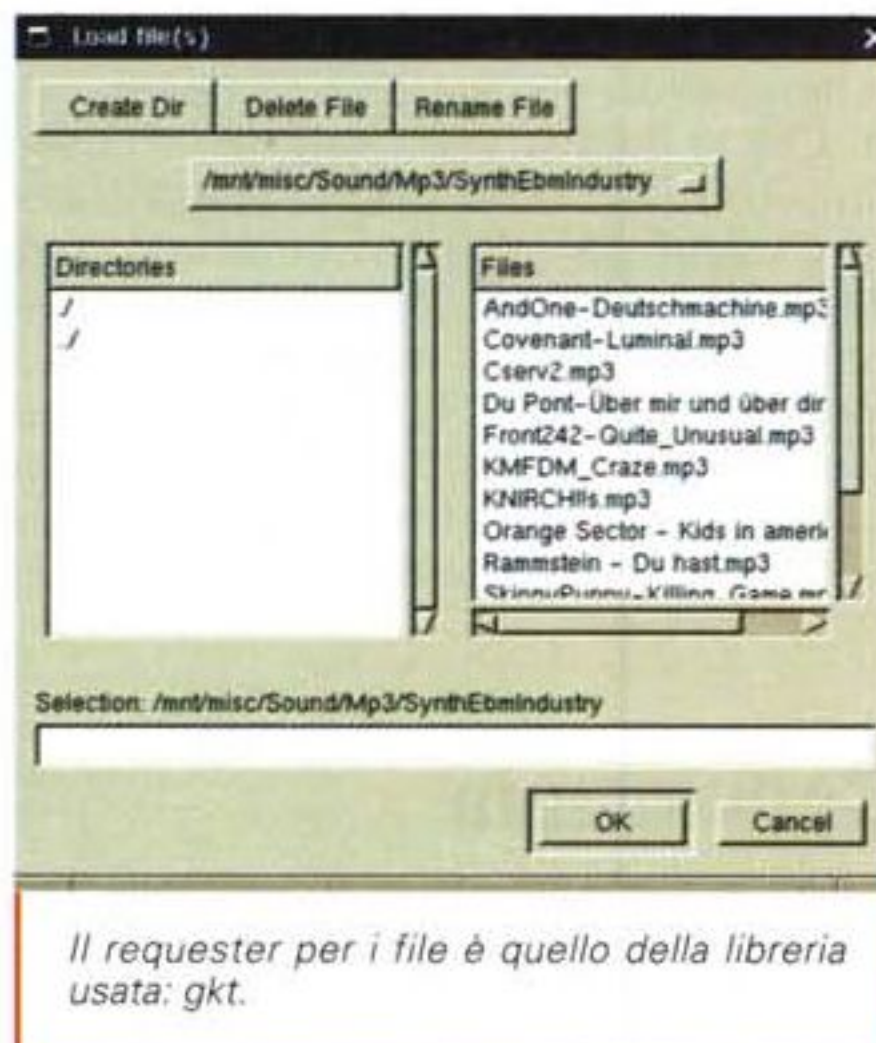 Load file(s)
Create Dir
Delete File
Rename File
/mnt/misc/Sound/Mp3/SynthEbmIndustry
Directories
./
./
Files
AndOne-Deutschmachine.mp3
Covenant-Luminal.mp3
Cserv2.mp3
Du Pont-Über mir und über dir
Front242-Quite_Unusual.mp3
KMFDM_Craze.mp3
KNIRCHIIs.mp3
Orange Sector - Kids in ameri
Rammstein - Du hast.mp3
SkinnyPuppy-Killing_Game.mp
Selection: /mnt/misc/Sound/Mp3/SynthEbmIndustry
OK
Cancel
Il requester per i file è quello della libreria
usata: gkt.